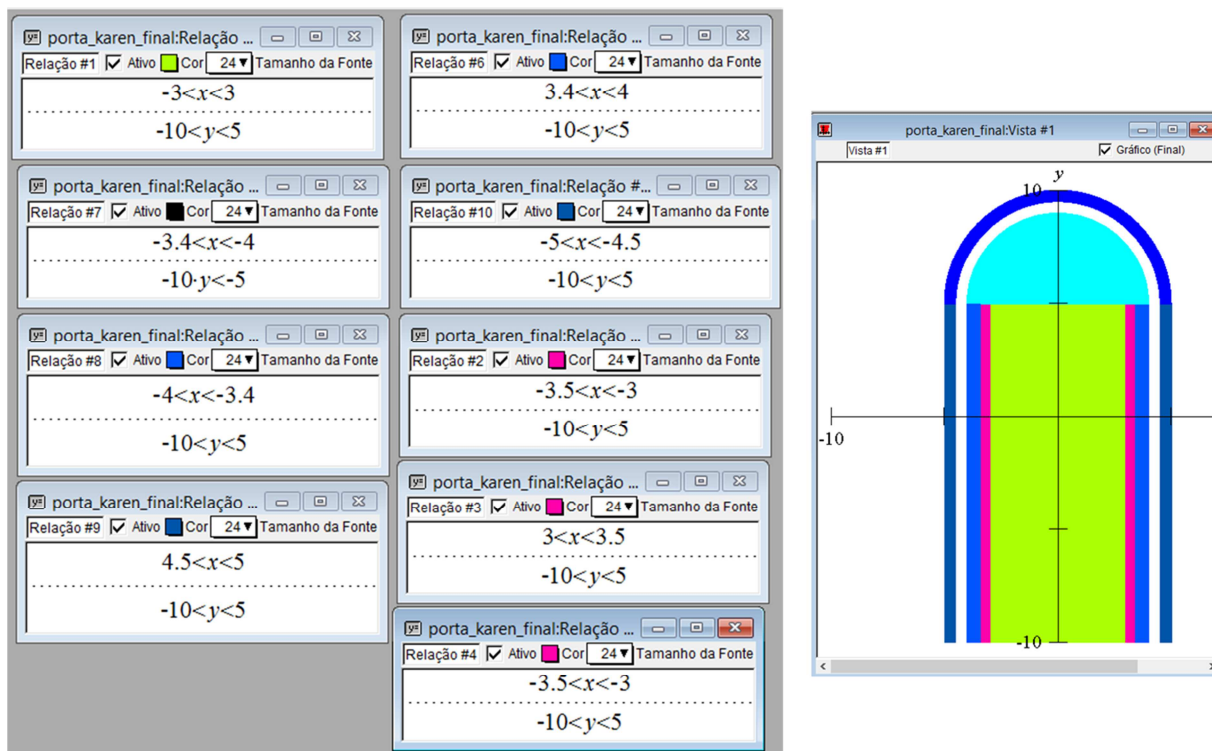 porta_karen_final:Relação ...
Relação #1 Ativo Cor 24▼ Tamanho da Fonte
-3<x<3
-10<y<5
porta_karen_final:Relação ...
Relação #6 Ativo Cor 24▼ Tamanho da Fonte
3.4<x<4
-10<y<5
porta_karen_final:Relação ...
Relação #7 Ativo Cor 24▼ Tamanho da Fonte
-3.4<x<-4
-10·y<-5
porta_karen_final:Relação #...
Relação #10 Ativo Cor 24▼ Tamanho da Fonte
-5<x<-4.5
-10<y<5
porta_karen_final:Relação ...
Relação #8 Ativo Cor 24▼ Tamanho da Fonte
-4<x<-3.4
-10<y<5
porta_karen_final:Relação ...
Relação #2 Ativo Cor 24▼ Tamanho da Fonte
-3.5<x<-3
-10<y<5
porta_karen_final:Relação ...
Relação #9 Ativo Cor 24▼ Tamanho da Fonte
4.5<x<5
-10<y<5
porta_karen_final:Relação ...
Relação #3 Ativo Cor 24▼ Tamanho da Fonte
3<x<3.5
-10<y<5
porta_karen_final:Relação ...
Relação #4 Ativo Cor 24▼ Tamanho da Fonte
-3.5<x<-3
-10<y<5
porta_karen_final:Vista #1
Vista #1 Gráfico (Final)
y
10
-10
-10